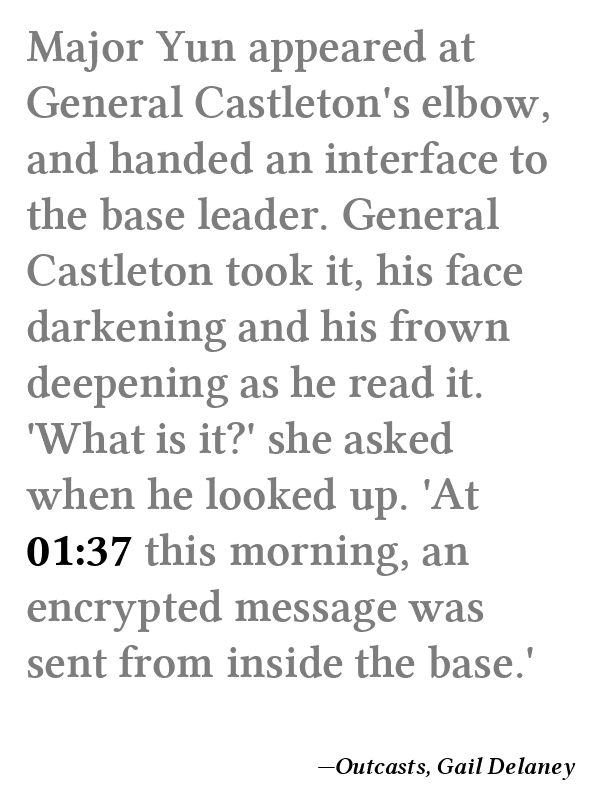 Major Yun appeared at
General Castleton's elbow,
and handed an interface to
the base leader. General
Castleton took it, his face
darkening and his frown
deepening as he read it.
'What is it?' she asked
when he looked up. 'At
01:37 this morning, an
encrypted message was
sent from inside the base.'
—Outcasts, Gail Delaney